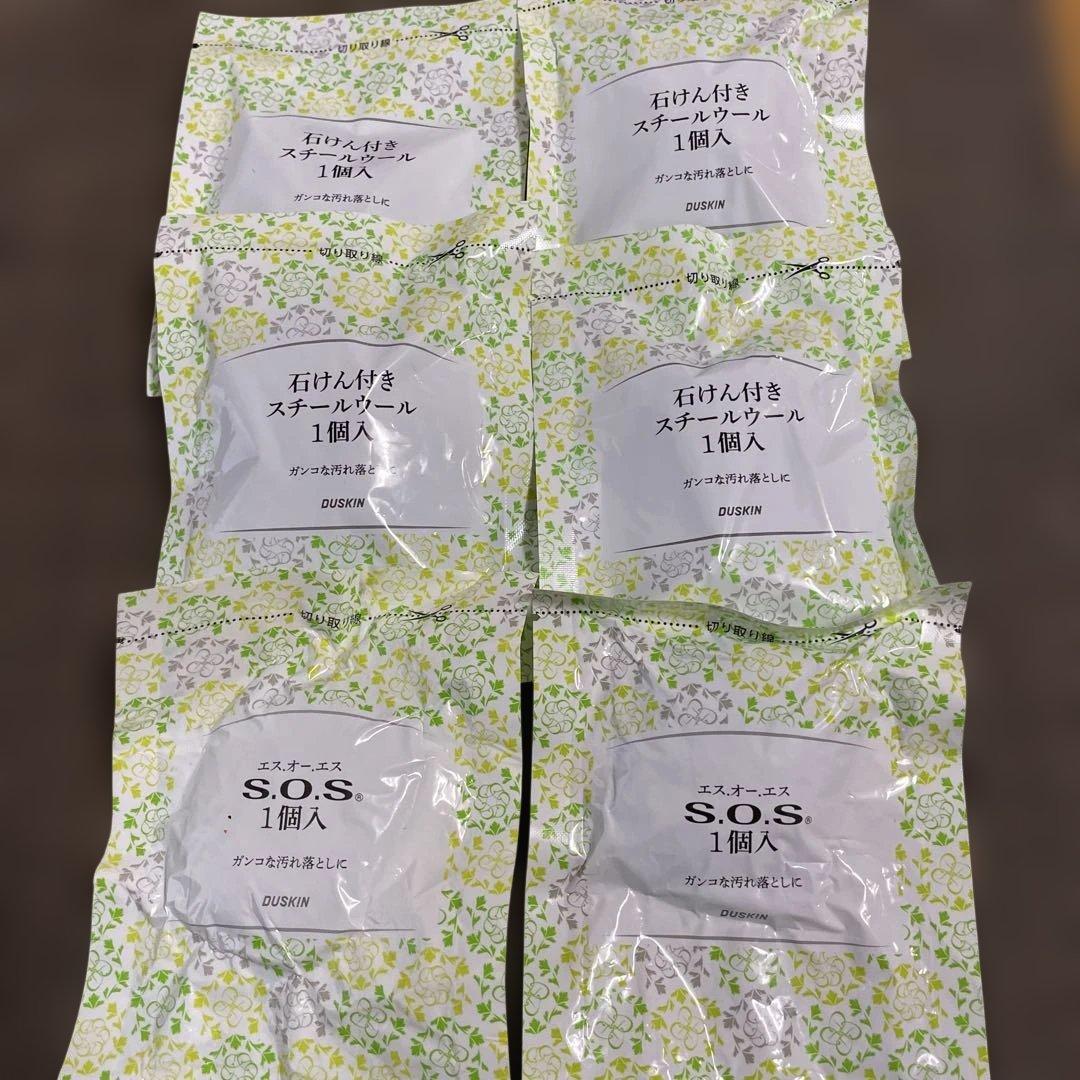 切り取り線
石けん付き
スチールウール
1個入
ガンコな汚れ落としに
石けん付き
スチールウール
1個入
ガンコな汚れ落としに
DUSKIN
切り取り線
石けん付き
スチールウール
1個入
ガンコな汚れ落としに
DUSKIN
切り取り線
石けん付き
スチールウール
1個入
ガンコな汚れ落としに
DUSKIN
切り取り線
エス.オー.エス
S.O.S®
1個入
ガンコな汚れ落としに
DUSKIN
切り取り線
エス.オー.エス
S.O.S®
1個入
ガンコな汚れ落としに
DUSKIN